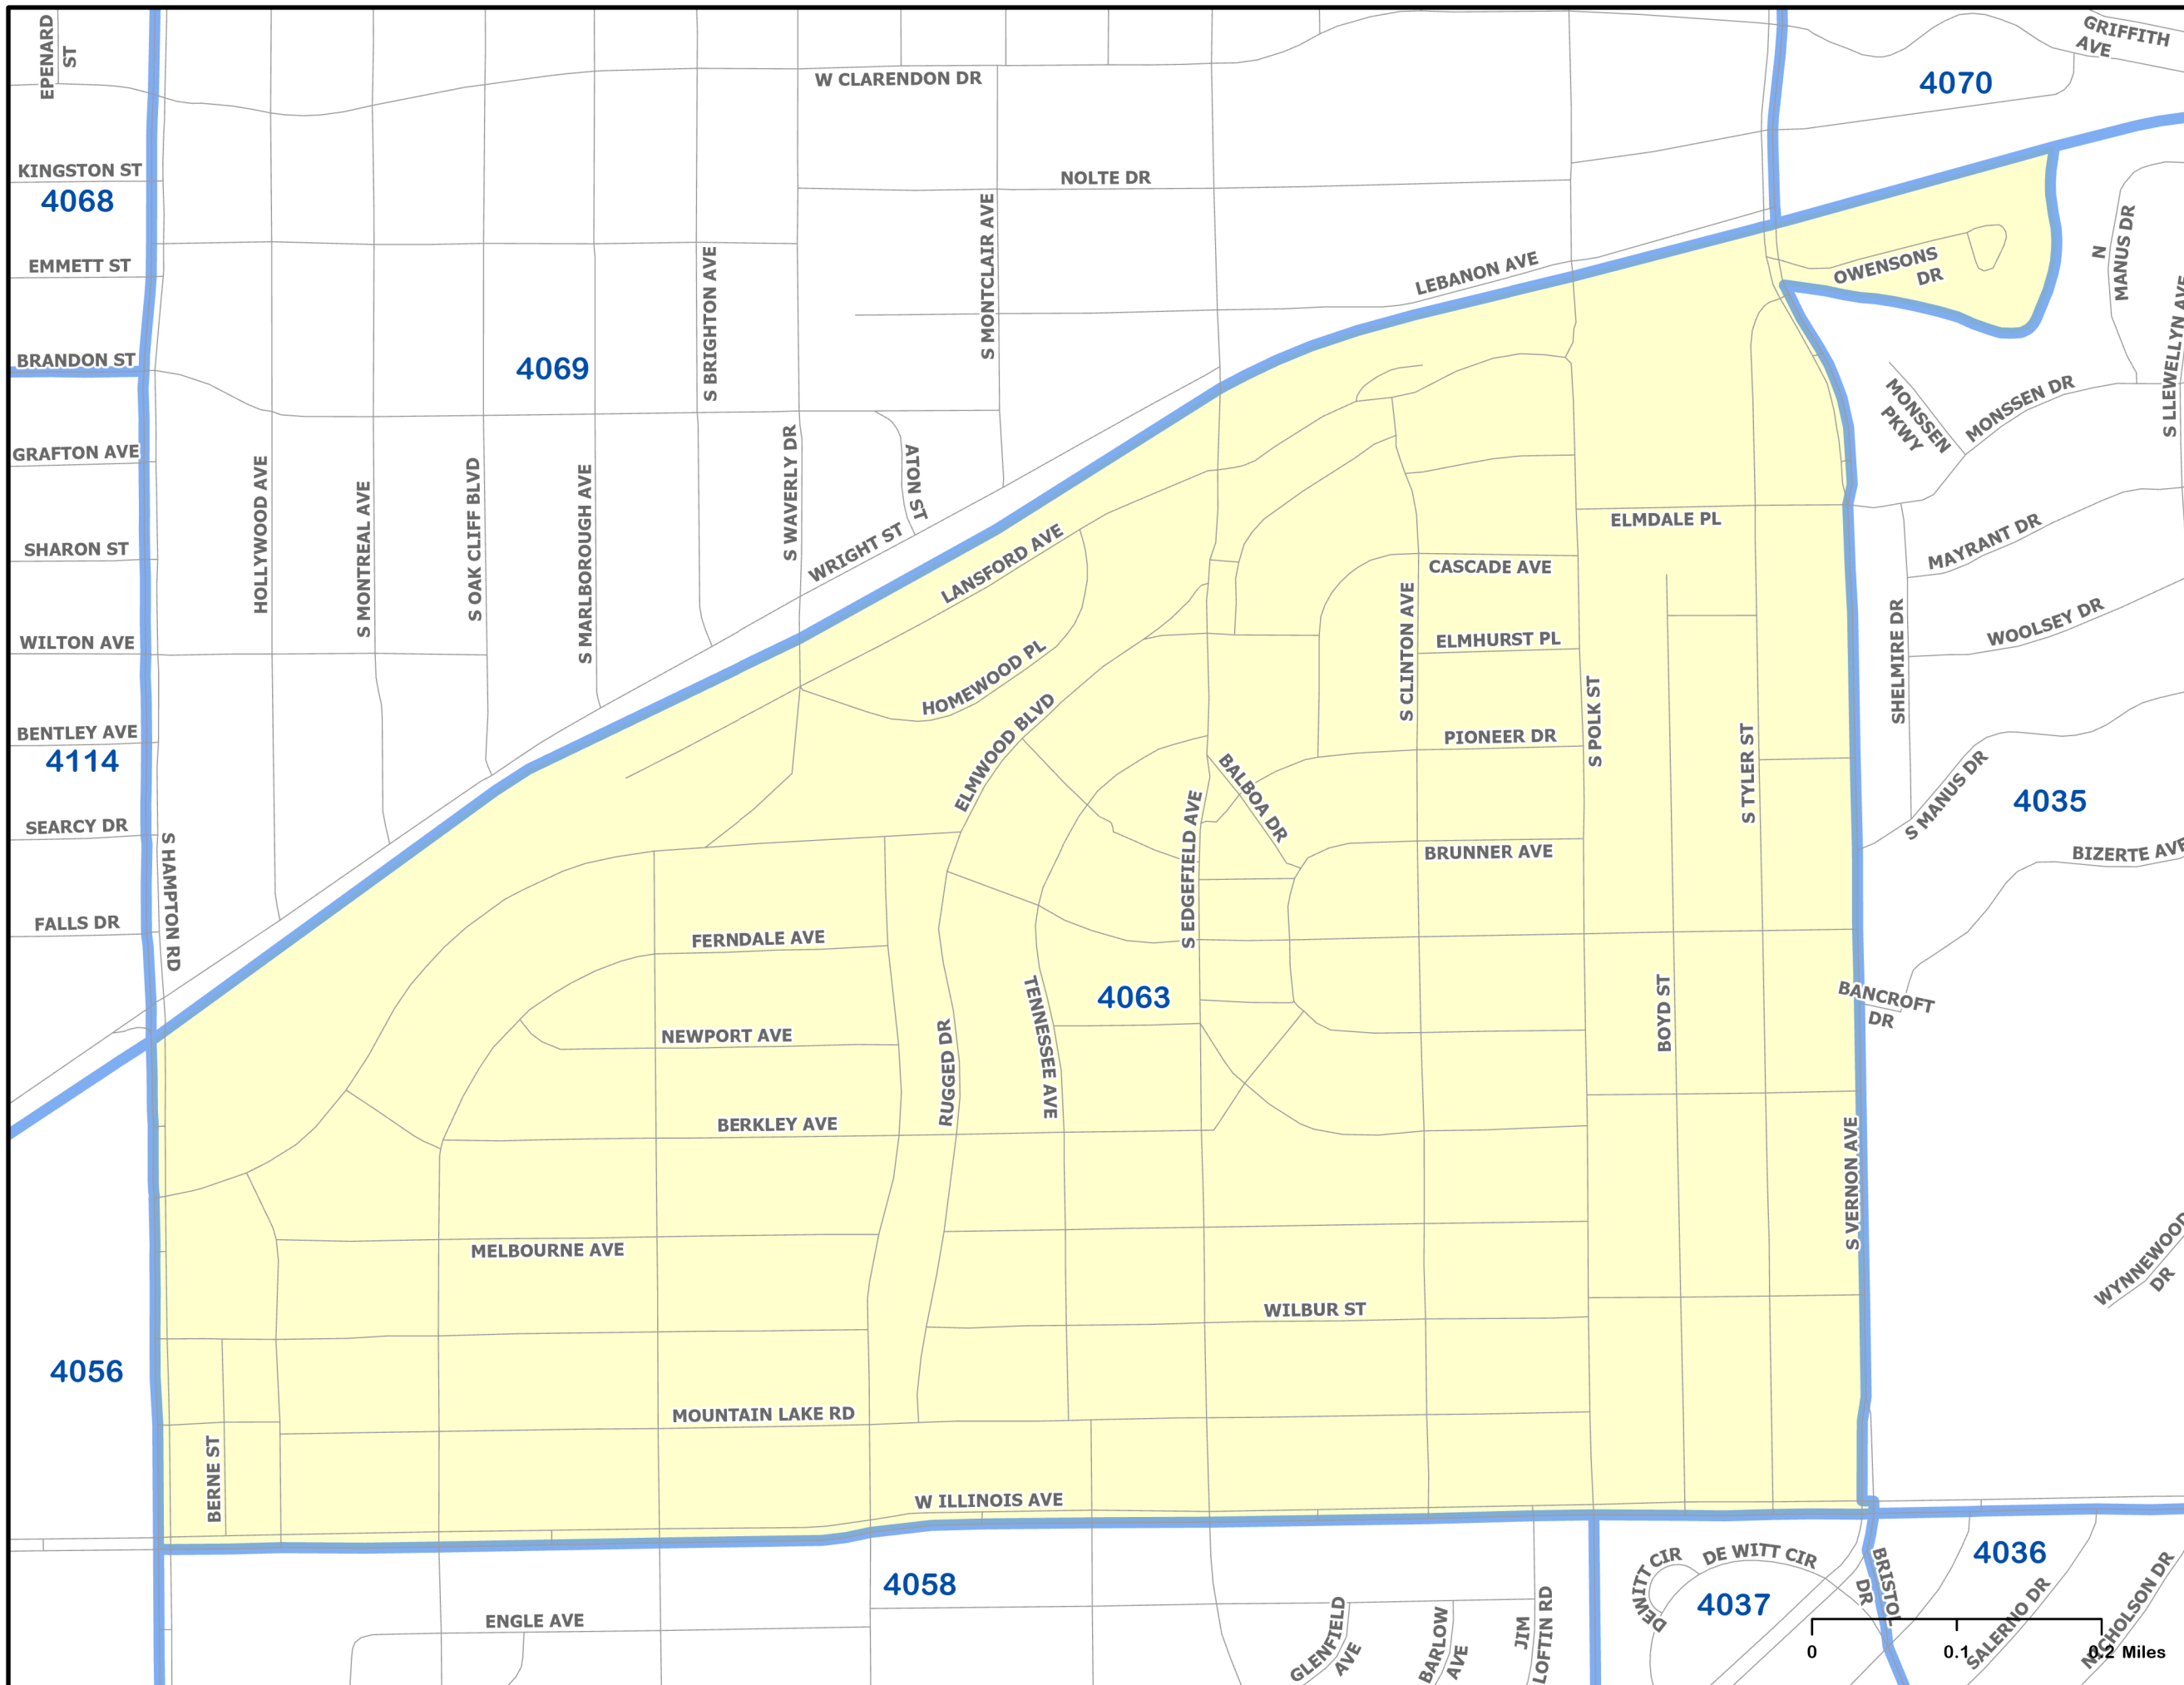 EPENARD
ST
GRIFFITH
AVE
W CLARENDON DR
4070
KINGSTON ST
4068
NOLTE DR
S MONTCLAIR AVE
N
MANUS DR
EMMETT ST
S BRIGHTON AVE
LEBANON AVE
OWENSONS
DR
S LLEWELLYN AVE
BRANDON ST
4069
MONSSEN
PKWY
MONSSEN DR
GRAFTON AVE
HOLLYWOOD AVE
S MONTREAL AVE
S OAK CLIFF BLVD
S MARLBOROUGH AVE
S WAVERLY DR
ATON ST
WRIGHT ST
LANSFORD AVE
ELMDALE PL
SHARON ST
MAYRANT DR
CASCADE AVE
S CLINTON AVE
SHELMIRE DR
WOOLSEY DR
WILTON AVE
ELMHURST PL
HOMEWOOD PL
ELMWOOD BLVD
S POLK ST
BENTLEY AVE
4114
PIONEER DR
S TYLER ST
BALBOA DR
S MANUS DR
4035
SEARCY DR
S HAMPTON RD
S EDGEFIELD AVE
BRUNNER AVE
BIZERTE AVE
FALLS DR
FERNDALE AVE
4063
TENNESSEE AVE
BOYD ST
BANCROFT
DR
NEWPORT AVE
RUGGED DR
BERKLEY AVE
S VERNON AVE
MELBOURNE AVE
WYNNEWOOD
DR
WILBUR ST
4056
MOUNTAIN LAKE RD
BERNE ST
W ILLINOIS AVE
4058
DEWITT CIR
DE WITT CIR
4037
BRISTOL
DR
4036
ENGLE AVE
GLENFIELD
AVE
BARLOW
AVE
JIM
LOFTIN RD
SALERNO DR
NICHOLSON DR
0 0.1 0.2 Miles